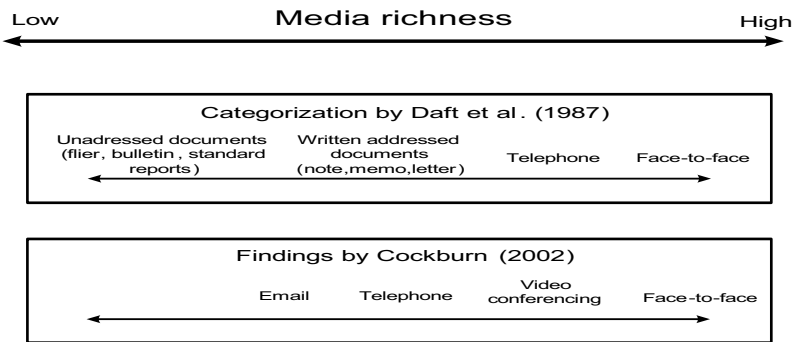 Low Media richness High
Categorization by Daft et al. (1987)
Unadressed documents
(flier, bulletin, standard
reports)
Written addressed
documents
(note,memo,letter)
Telephone
Face-to-face
Findings by Cockburn (2002)
Email
Telephone
Video
conferencing
Face-to-face